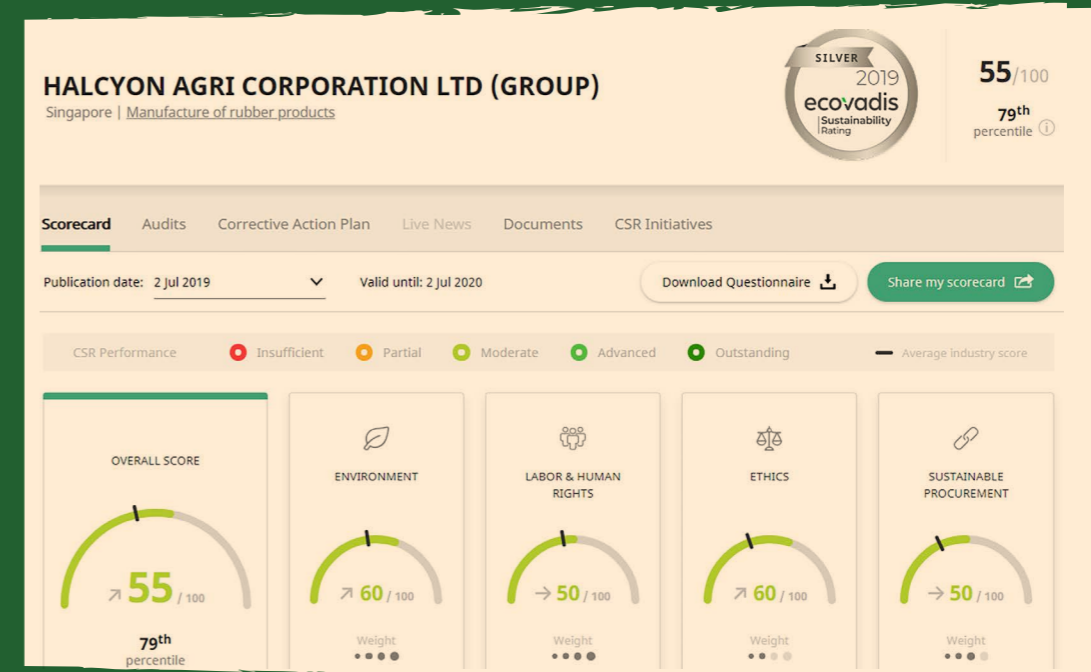 HALCYON AGRI CORPORATION LTD (GROUP)
Singapore | Manufacture of rubber products
SILVER
2019
ecovadis
Sustainability
Rating
55/100
79th
percentile
Scorecard Audits Corrective Action Plan Live News Documents CSR Initiatives
Publication date: 2 Jul 2019 Valid until: 2 Jul 2020 Download Questionnaire Share my scorecard
CSR Performance Insufficient Partial Moderate Advanced Outstanding Average industry score
OVERALL SCORE
55 / 100
79th
percentile
ENVIRONMENT
60 / 100
Weight
LABOR & HUMAN
RIGHTS
50 / 100
Weight
ETHICS
60 / 100
Weight
SUSTAINABLE
PROCUREMENT
50 / 100
Weight